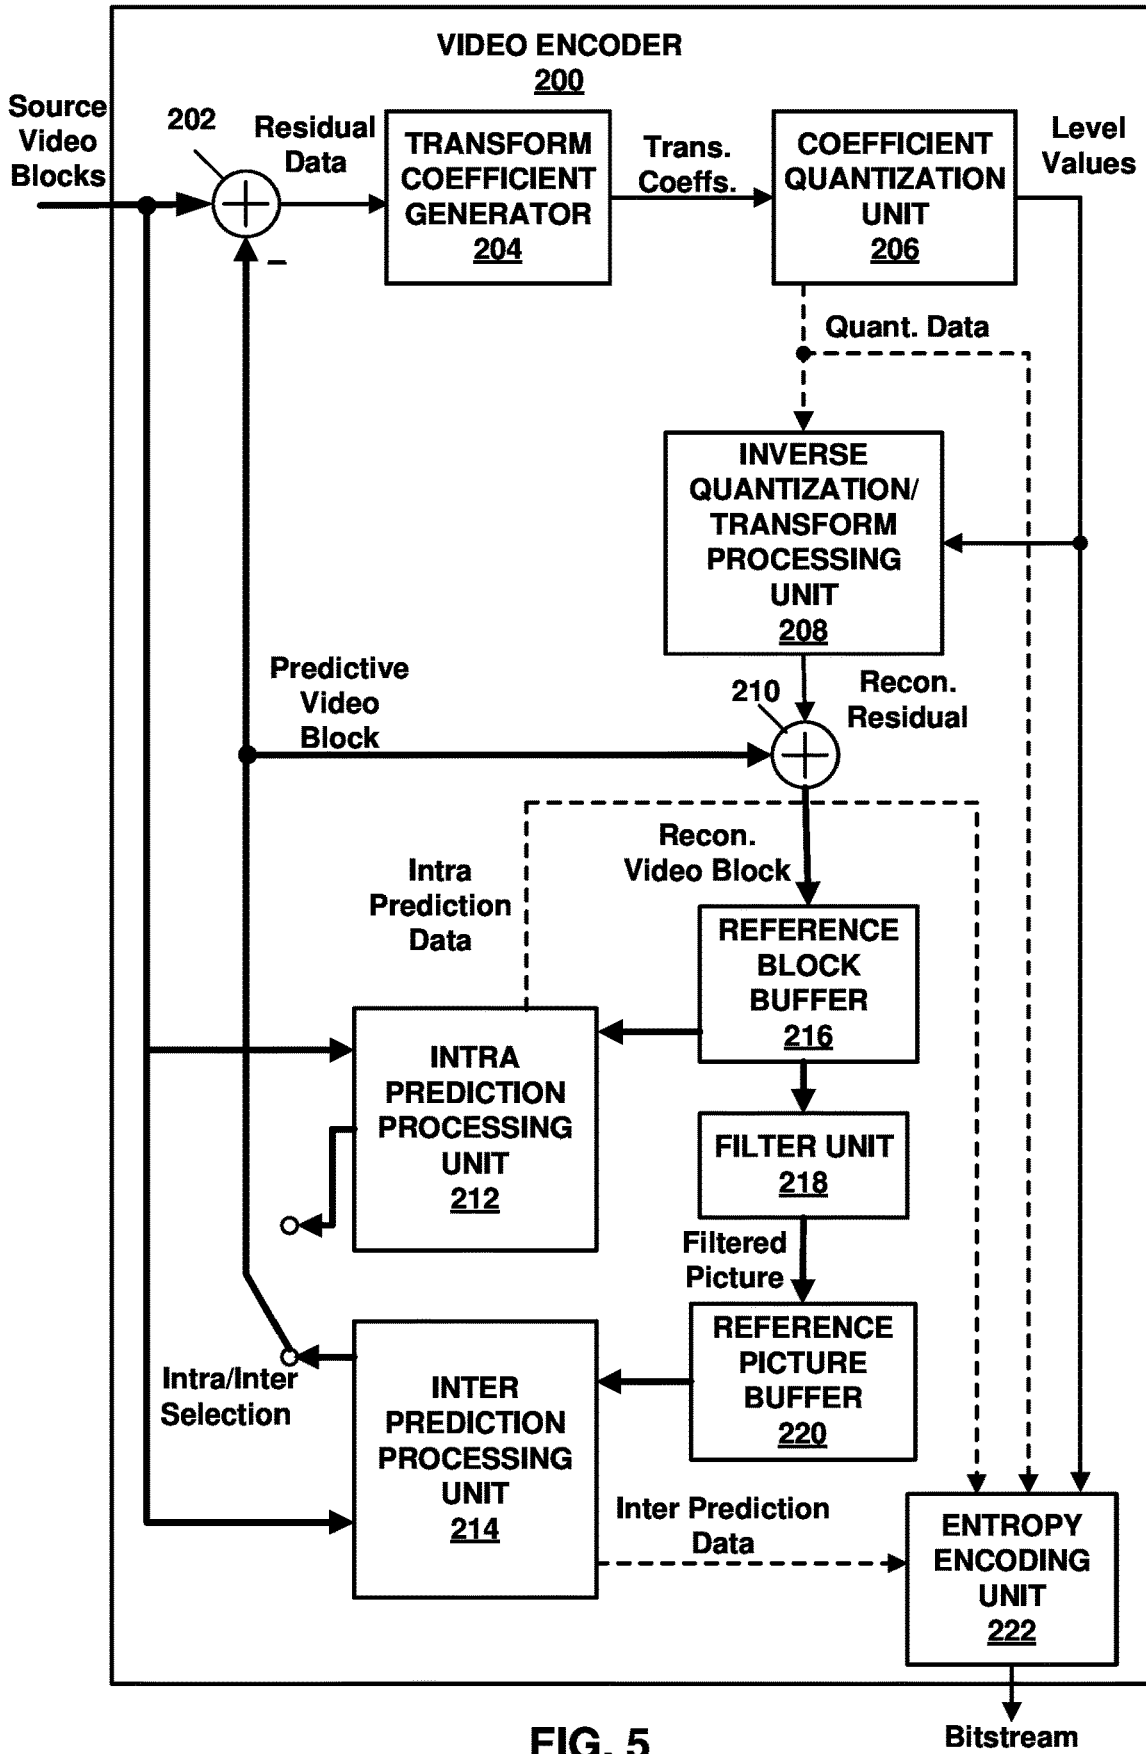 VIDEO ENCODER
200
Source
Video
Blocks
202
Residual
Data
TRANSFORM
COEFFICIENT
GENERATOR
204
Trans.
Coeffs.
COEFFICIENT
QUANTIZATION
UNIT
206
Level
Values
–
Quant. Data
INVERSE
QUANTIZATION/
TRANSFORM
PROCESSING
UNIT
208
Predictive
Video
Block
210
Recon.
Residual
Recon.
Video Block
Intra
Prediction
Data
REFERENCE
BLOCK
BUFFER
216
INTRA
PREDICTION
PROCESSING
UNIT
212
FILTER UNIT
218
Filtered
Picture
REFERENCE
PICTURE
BUFFER
220
Intra/Inter
Selection
INTER
PREDICTION
PROCESSING
UNIT
214
Inter Prediction
Data
ENTROPY
ENCODING
UNIT
222
Bitstream
FIG. 5